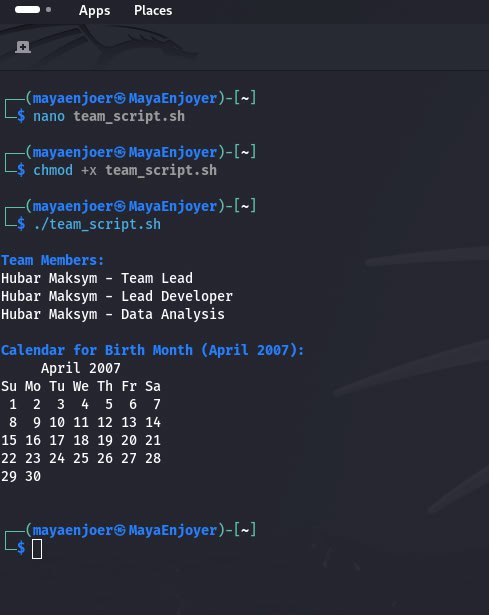 Apps Places
┌──(mayaenjoer㉿MayaEnjoyer)-[~]
└─$ nano team_script.sh
┌──(mayaenjoer㉿MayaEnjoyer)-[~]
└─$ chmod +x team_script.sh
┌──(mayaenjoer㉿MayaEnjoyer)-[~]
└─$ ./team_script.sh
Team Members:
Hubar Maksym - Team Lead
Hubar Maksym - Lead Developer
Hubar Maksym - Data Analysis
Calendar for Birth Month (April 2007):
     April 2007
Su Mo Tu We Th Fr Sa
 1  2  3  4  5  6  7
 8  9 10 11 12 13 14
15 16 17 18 19 20 21
22 23 24 25 26 27 28
29 30
┌──(mayaenjoer㉿MayaEnjoyer)-[~]
└─$